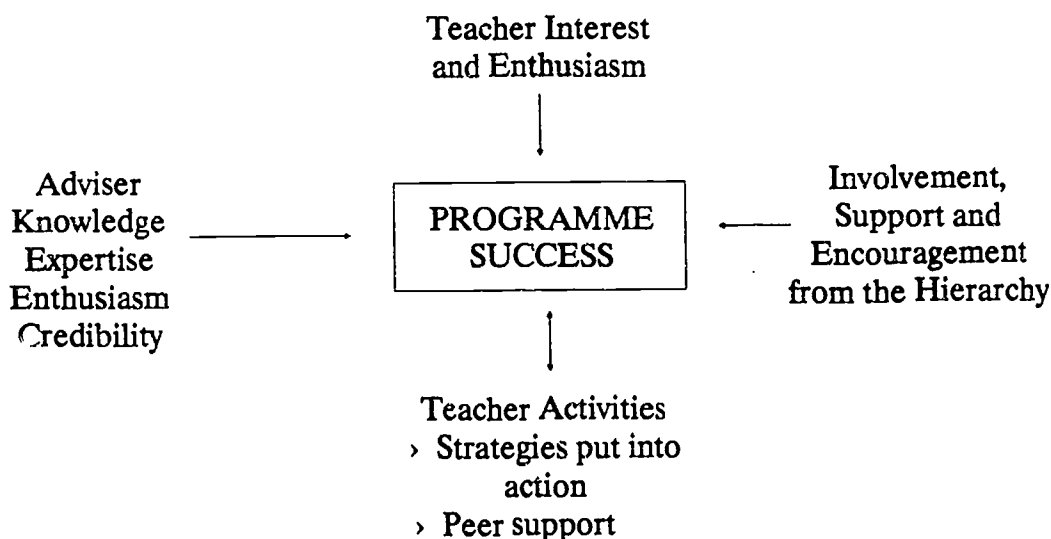 Teacher Interest
and Enthusiasm
Adviser
Knowledge
Expertise
Enthusiasm
Credibility
PROGRAMME
SUCCESS
Involvement,
Support and
Encouragement
from the Hierarchy
Teacher Activities
› Strategies put into
action
› Peer support